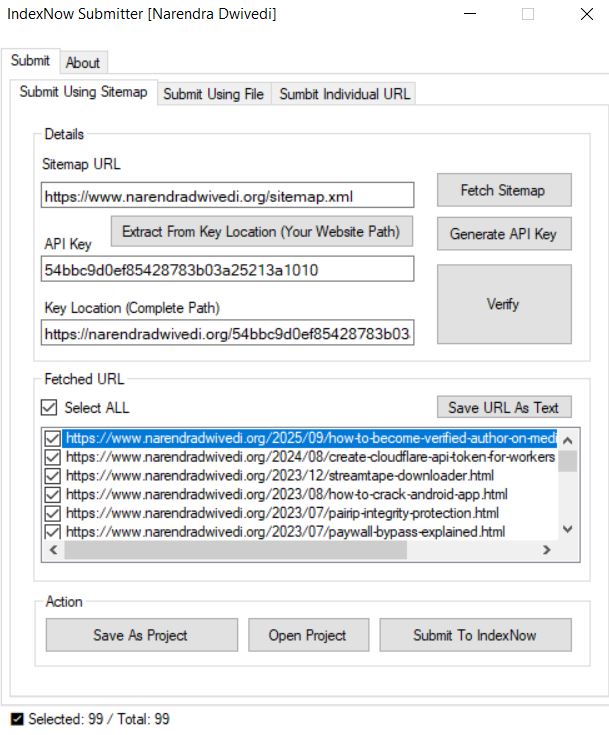 IndexNow Submitter [Narendra Dwivedi]
Submit About
Submit Using Sitemap Submit Using File Sumbit Individual URL
Details
Sitemap URL
https://www.narendradwivedi.org/sitemap.xml Fetch Sitemap
API Key Extract From Key Location (Your Website Path) Generate API Key
54bbc9d0ef85428783b03a25213a1010
Verify
Key Location (Complete Path)
https://narendradwivedi.org/54bbc9d0ef85428783b03
Fetched URL
Select ALL Save URL As Text
https://www.narendradwivedi.org/2025/09/how-to-become-verified-author-on-medi
https://www.narendradwivedi.org/2024/08/create-cloudflare-api-token-for-workers
https://www.narendradwivedi.org/2023/12/streamtape-downloader.html
https://www.narendradwivedi.org/2023/08/how-to-crack-android-app.html
https://www.narendradwivedi.org/2023/07/pairip-integrity-protection.html
https://www.narendradwivedi.org/2023/07/paywall-bypass-explained.html
Action
Save As Project Open Project Submit To IndexNow
Selected: 99 / Total: 99